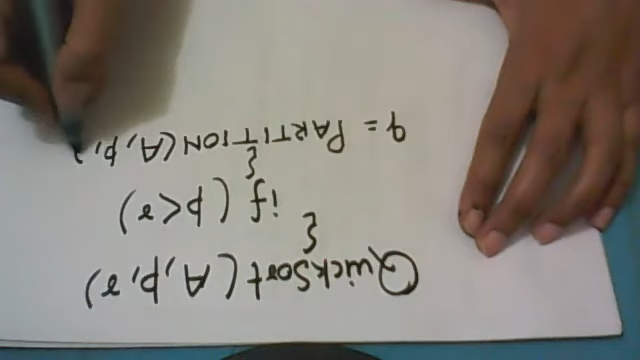 QuickSort(A, p, r)
{
if (p<r)
{
q = PARTITION(A, p, r